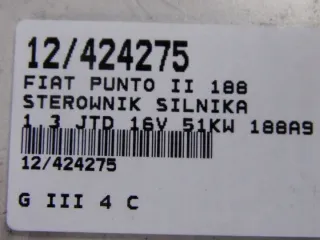 12/424275
FIAT PUNTO II 188
STEROWNIK SILNIKA
1.3 JTD 16V 51KW 188A9
12/424275
G III 4 C